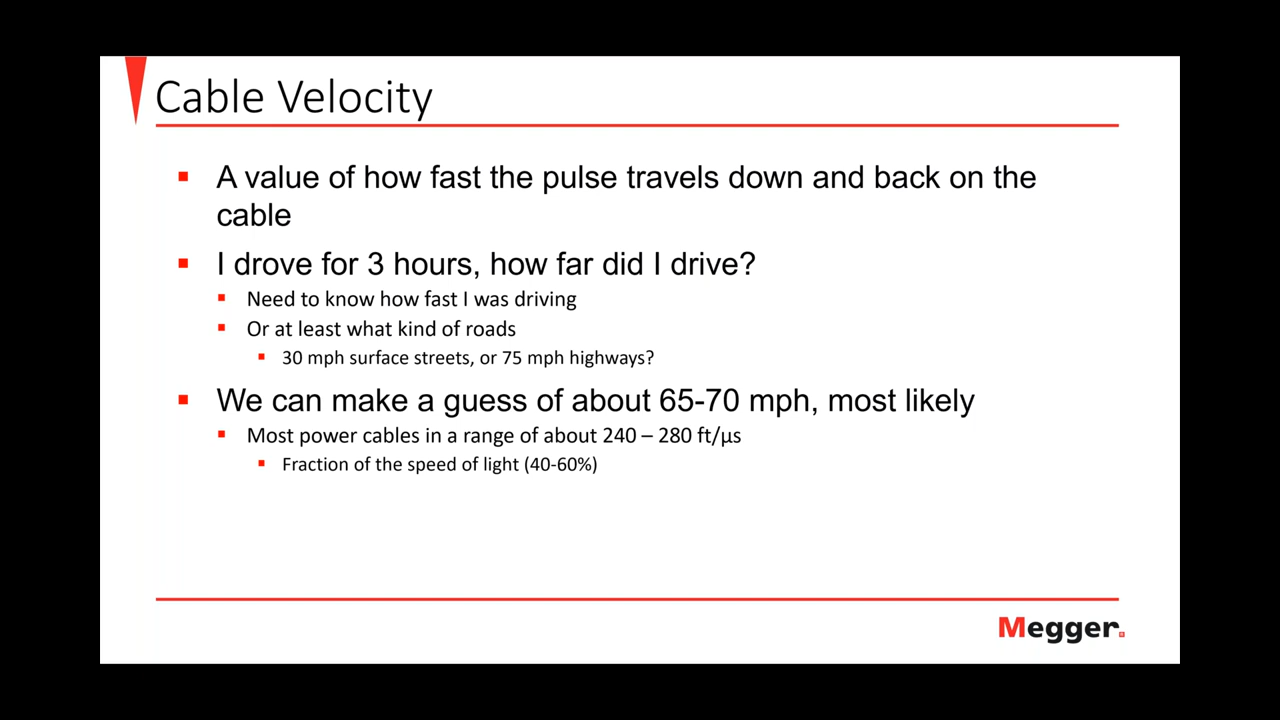 Cable Velocity
A value of how fast the pulse travels down and back on the
cable
I drove for 3 hours, how far did I drive?
Need to know how fast I was driving
Or at least what kind of roads
30 mph surface streets, or 75 mph highways?
We can make a guess of about 65-70 mph, most likely
Most power cables in a range of about 240 – 280 ft/µs
Fraction of the speed of light (40-60%)
Megger.